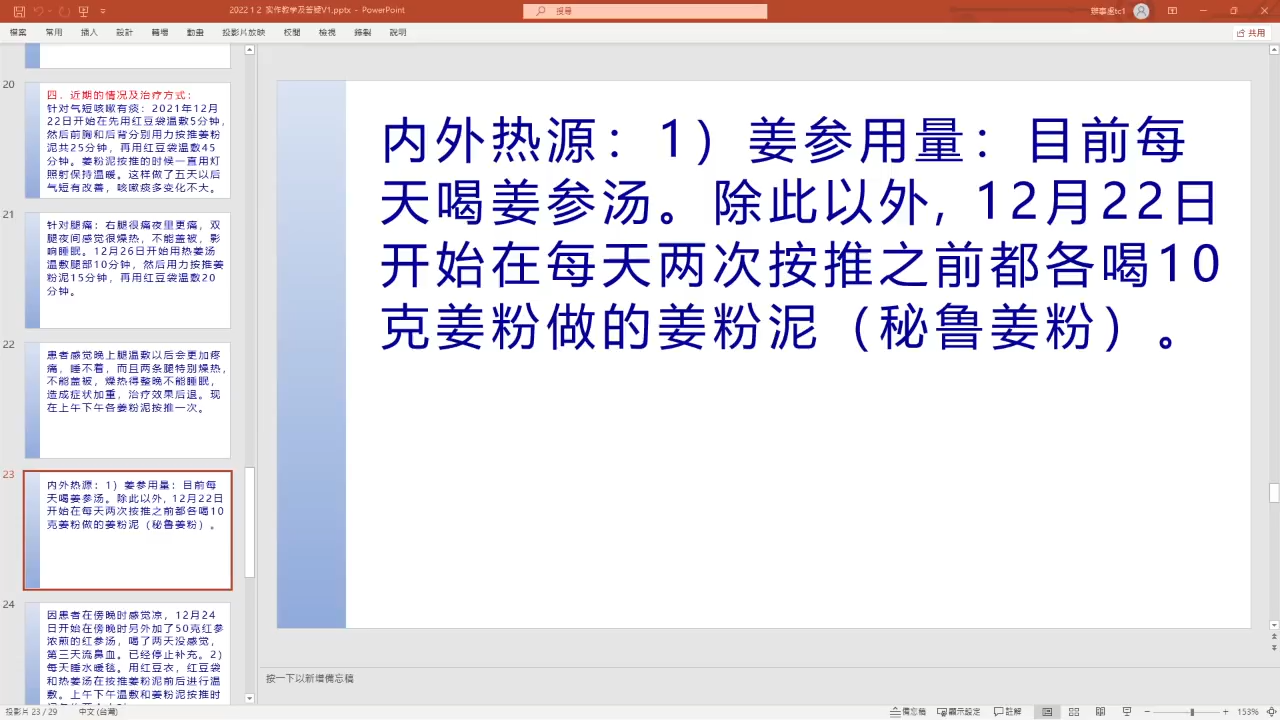 2022 1 2 实作教学及答疑V1.pptx - PowerPoint
搜尋
辦事處tc1
檔案
常用
插入
設計
轉場
動畫
投影片放映
校閱
檢視
錄製
說明
共用
20
四．近期的情况及治疗方式：
针对气短咳嗽有痰：2021年12月
22日开始在先用红豆袋温敷5分钟，
然后前胸和后背分别用力按推姜粉
泥共25分钟，再用红豆袋温敷45
分钟。姜粉泥按推的时候一直用灯
照射保持温暖。这样做了五天以后
气短有改善，咳嗽痰多变化不大。
21
针对腿痛：右腿很痛夜里更痛，双
腿夜间感觉很燥热，不能盖被，影
响睡眠。12月26日开始用热姜汤
温敷腿部10分钟，然后用力按推姜
粉泥15分钟，再用红豆袋温敷20
分钟。
22
患者感觉晚上腿温敷以后会更加疼
痛，睡不着，而且两条腿特别燥热，
不能盖被，燥热得整晚不能睡眠，
造成症状加重，治疗效果后退。现
在上午下午各姜粉泥按推一次。
23
内外热源：1）姜参用量：目前每
天喝姜参汤。除此以外, 12月22日
开始在每天两次按推之前都各喝10
克姜粉做的姜粉泥（秘鲁姜粉）。
24
因患者在傍晚时感觉凉，12月24
日开始在傍晚时另外加了50克红参
浓煎的红参汤，喝了两天没感觉，
第三天流鼻血。已经停止补充。2）
每天睡水暖毯。用红豆衣，红豆袋
和热姜汤在按推姜粉泥前后进行温
敷。上午下午温敷和姜粉泥按推时
内外热源：1）姜参用量：目前每
天喝姜参汤。除此以外, 12月22日
开始在每天两次按推之前都各喝10
克姜粉做的姜粉泥（秘鲁姜粉）。
按一下以新增備忘稿
投影片 23 / 29
中文 (台灣)
備忘稿
顯示設定
註解
153%